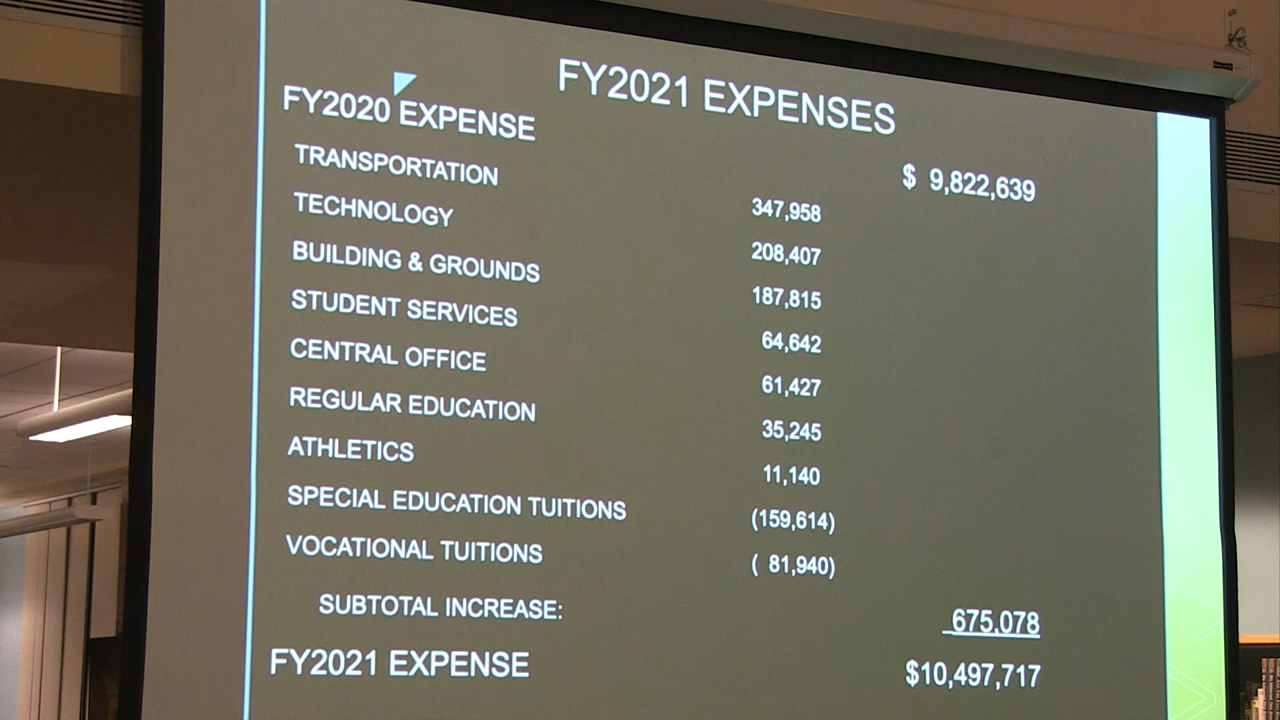 FY2021 EXPENSES
FY2020 EXPENSE $ 9,822,639
TRANSPORTATION 347,958
TECHNOLOGY 208,407
BUILDING & GROUNDS 187,815
STUDENT SERVICES 64,642
CENTRAL OFFICE 61,427
REGULAR EDUCATION 35,245
ATHLETICS 11,140
SPECIAL EDUCATION TUITIONS (159,614)
VOCATIONAL TUITIONS ( 81,940)
SUBTOTAL INCREASE: 675,078
FY2021 EXPENSE $10,497,717